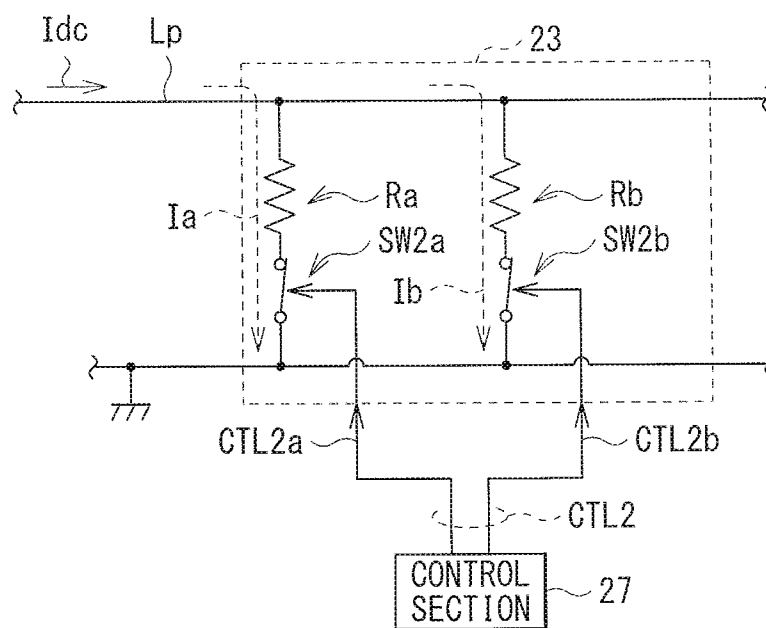 Idc
Lp
23
Ra
Rb
Ia
SW2a
SW2b
Ib
CTL2a
CTL2b
CTL2
CONTROL
SECTION
27